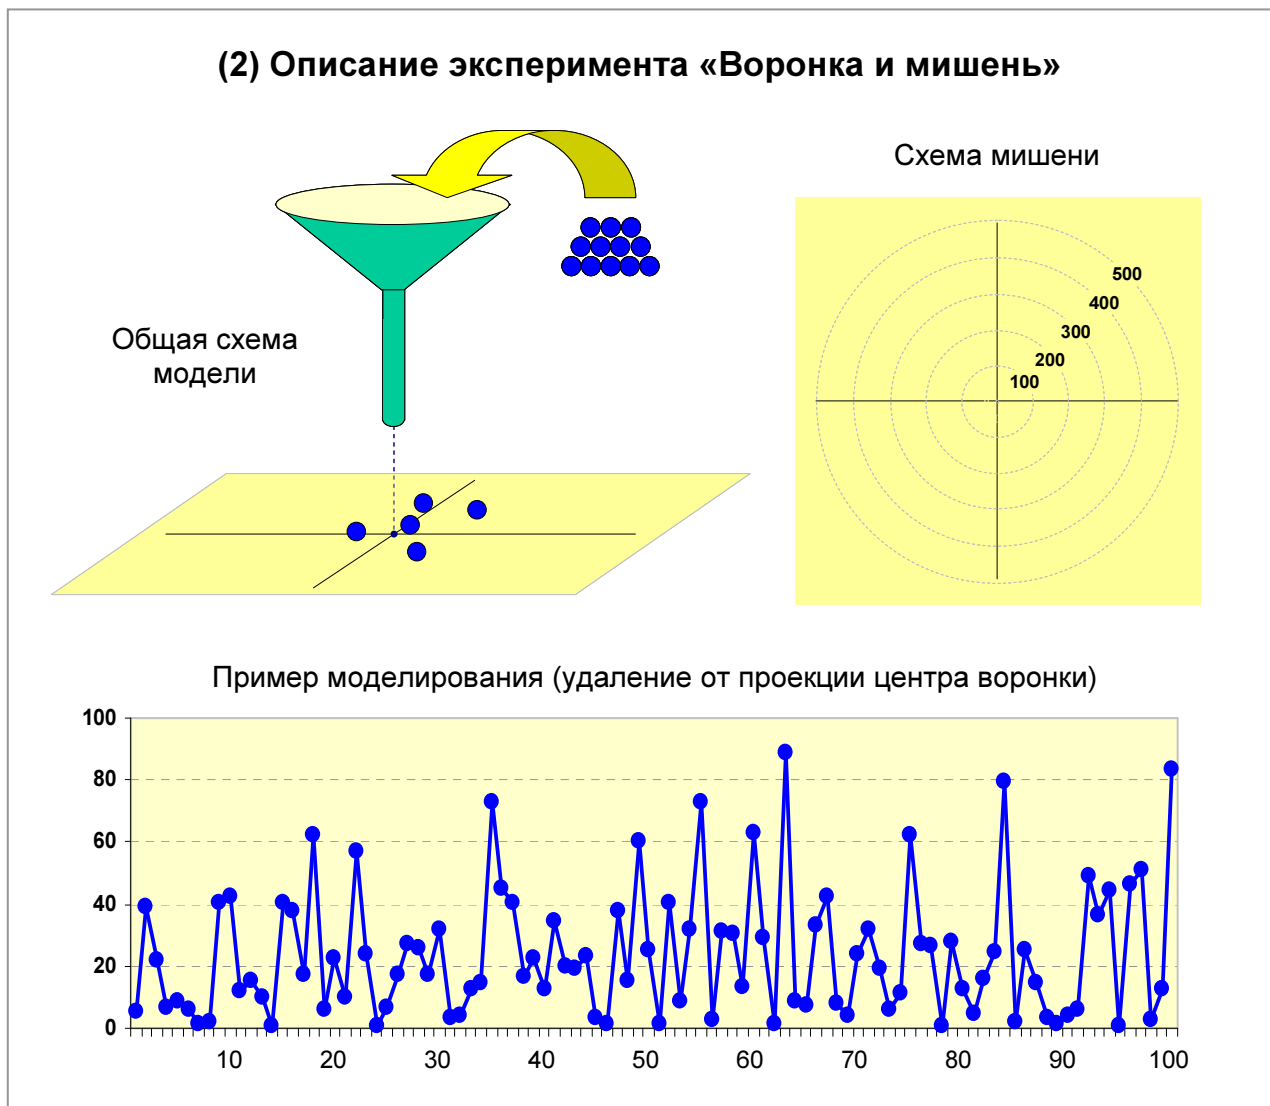 (2) Описание эксперимента «Воронка и мишень»
Схема мишени
500
400
300
200
100
Общая схема
модели
Пример моделирования (удаление от проекции центра воронки)
100
80
60
40
20
0
10 20 30 40 50 60 70 80 90 100